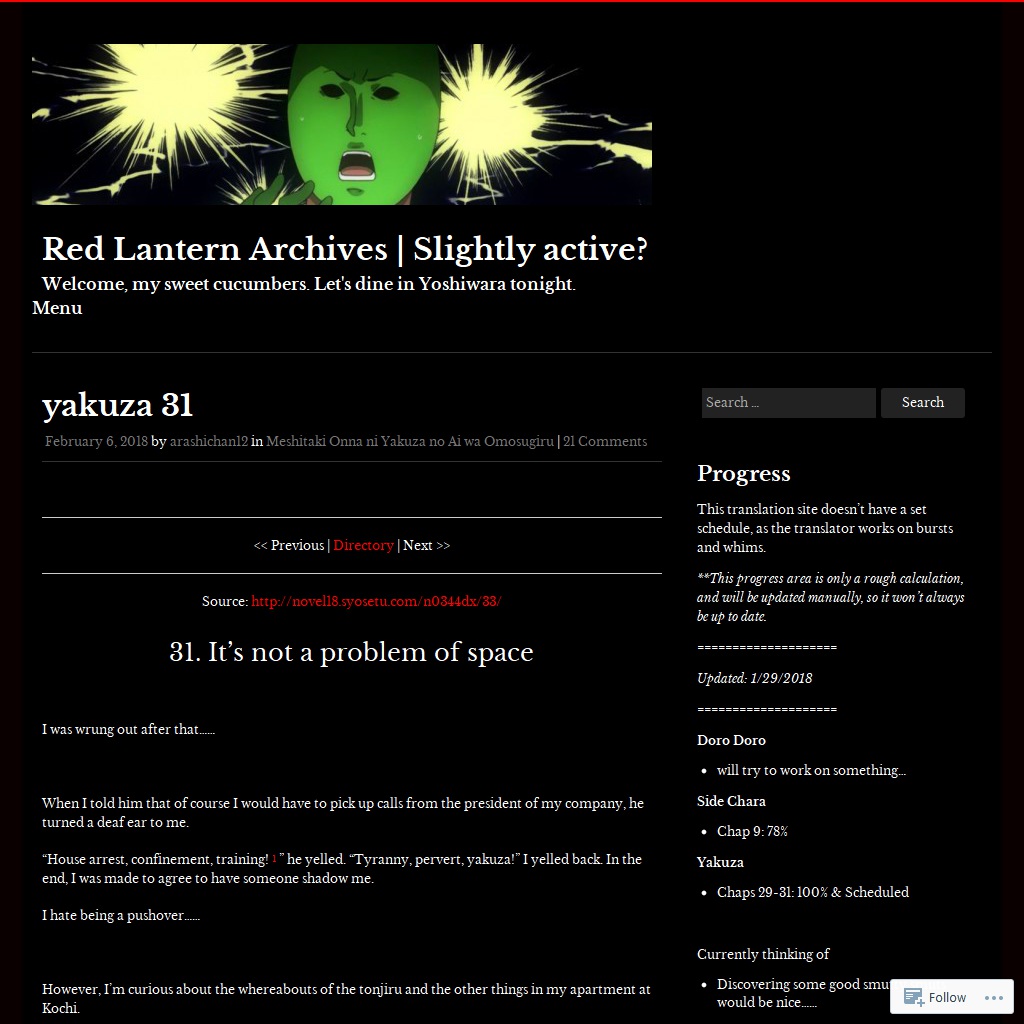 Red Lantern Archives | Slightly active?
Welcome, my sweet cucumbers. Let's dine in Yoshiwara tonight.
Menu
yakuza 31
February 6, 2018 by arashichan12 in Meshitaki Onna ni Yakuza no Ai wa Omosugiru | 21 Comments
<< Previous | Directory | Next >>
Source: http://novel18.syosetu.com/n0344dx/33/
31. It’s not a problem of space
I was wrung out after that……
When I told him that of course I would have to pick up calls from the president of my company, he
turned a deaf ear to me.
“House arrest, confinement, training! 1 ” he yelled. “Tyranny, pervert, yakuza!” I yelled back. In the
end, I was made to agree to have someone shadow me.
I hate being a pushover……
However, I’m curious about the whereabouts of the tonjiru and the other things in my apartment at
Kochi.
Search …
Search
Progress
This translation site doesn’t have a set
schedule, as the translator works on bursts
and whims.
**This progress area is only a rough calculation,
and will be updated manually, so it won’t always
be up to date.
====================
Updated: 1/29/2018
====================
Doro Doro
• will try to work on something…
Side Chara
• Chap 9: 78%
Yakuza
• Chaps 29-31: 100% & Scheduled
Currently thinking of
• Discovering some good
would be nice……
Follow